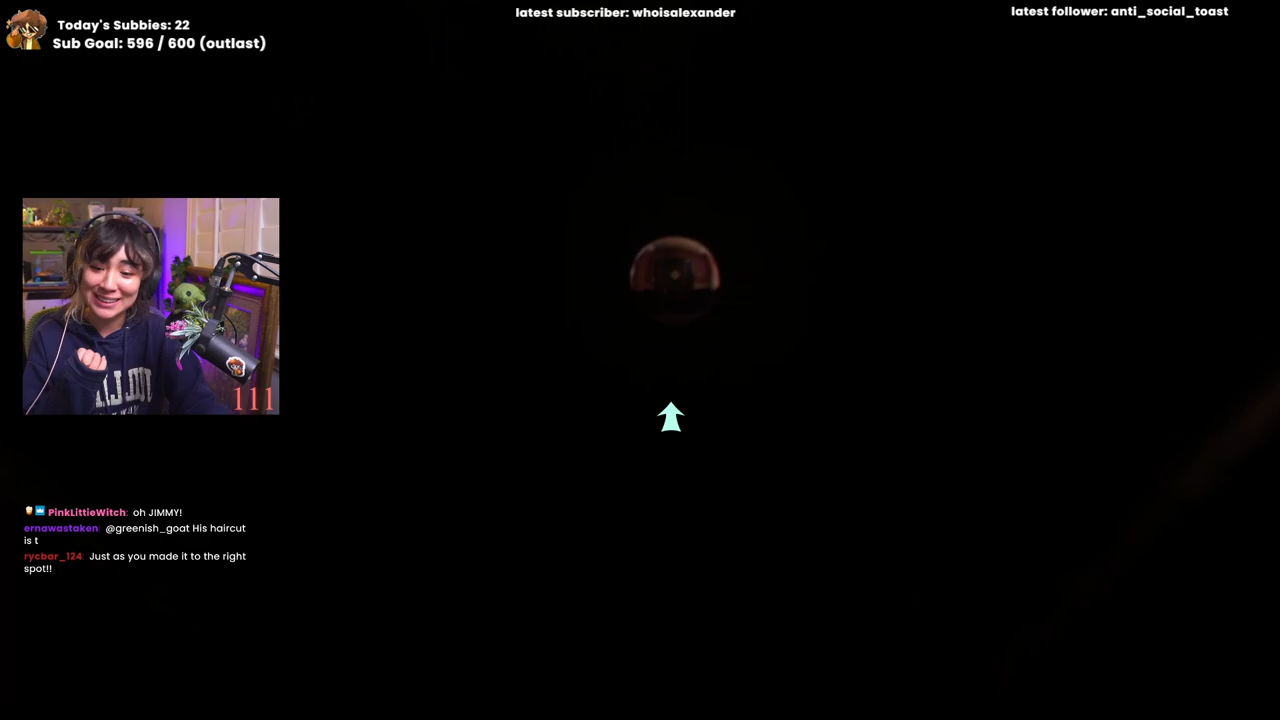 Today's Subbies: 22
Sub Goal: 596 / 600 (outlast)
latest subscriber: whoisalexander
latest follower: anti_social_toast
111
PinkLittleWitch: oh JIMMY!
ernawastaken: @greenish_goat His haircut
is t
rycbar_124: Just as you made it to the right
spot!!